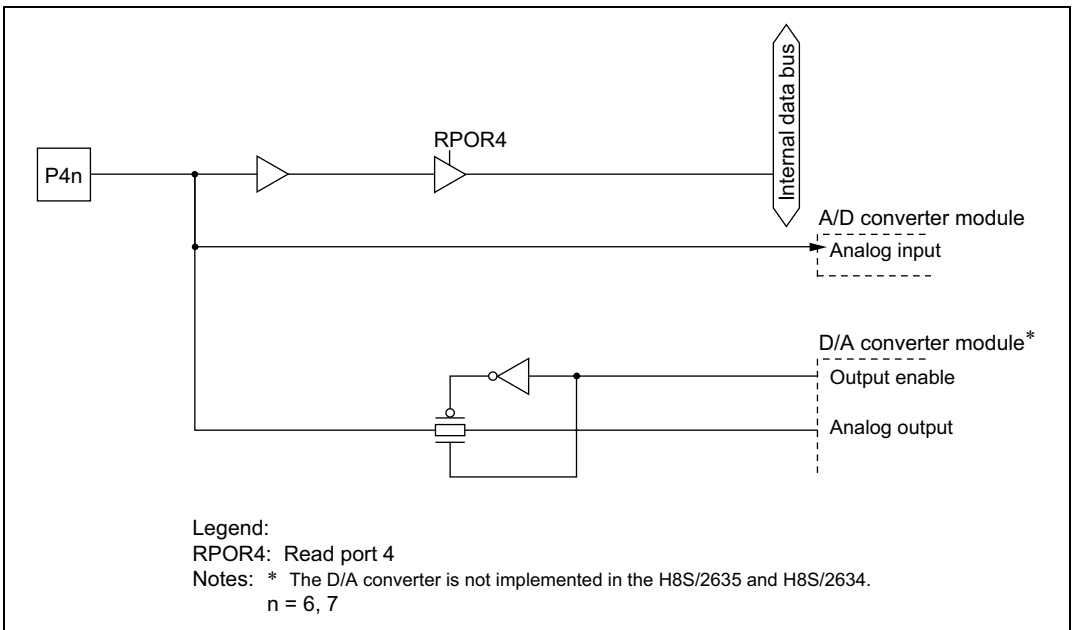 Internal data bus
RPOR4
P4n
A/D converter module
Analog input
D/A converter module*
Output enable
Analog output
Legend:
RPOR4: Read port 4
Notes: * The D/A converter is not implemented in the H8S/2635 and H8S/2634.
n = 6, 7